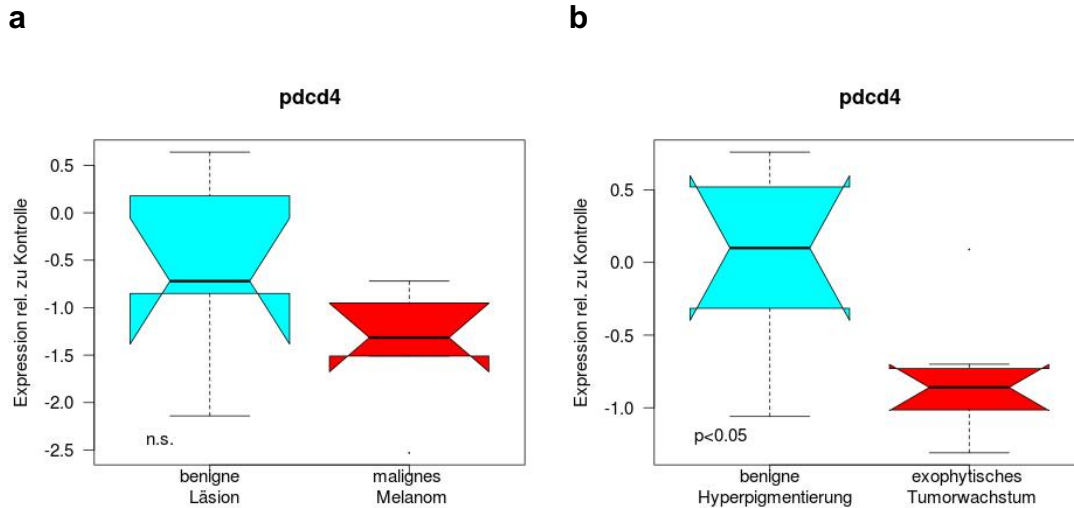 a
pdcd4
Expression rel. zu Kontrolle
0.5
0.0
-0.5
-1.0
-1.5
-2.0
-2.5
n.s.
benigne
Läsion
malignes
Melanom
b
pdcd4
Expression rel. zu Kontrolle
0.5
0.0
-0.5
-1.0
p<0.05
benigne
Hyperpigmentierung
exophytisches
Tumorwachstum